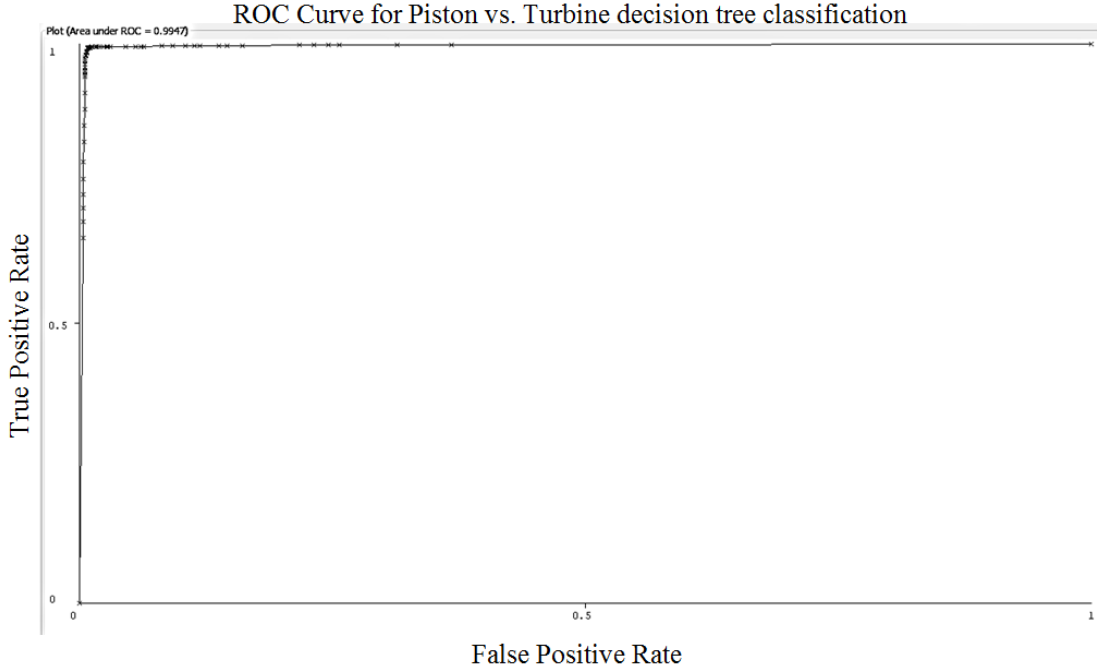 ROC Curve for Piston vs. Turbine decision tree classification
Plot (Area under ROC = 0.9947)
1
True Positive Rate
0.5
0
0
0.5
1
False Positive Rate